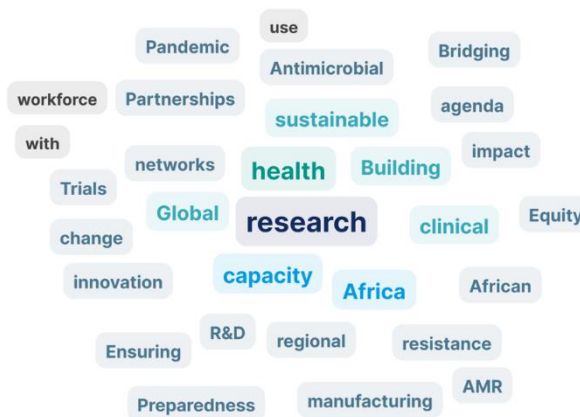 use
Pandemic
Bridging
Antimicrobial
workforce
Partnerships
agenda
sustainable
with
networks
health
Building
impact
Trials
Global
research
clinical
Equity
change
innovation
capacity
Africa
African
R&D
regional
resistance
Ensuring
AMR
Preparedness
manufacturing